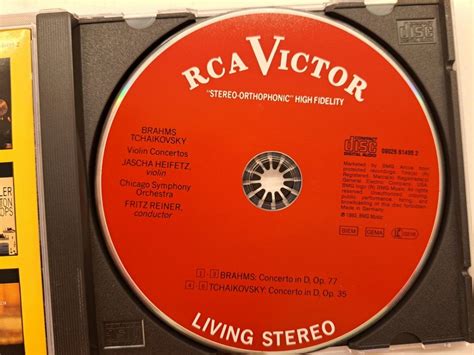 RCA VICTOR
"STEREO-ORTHOPHONIC" HIGH FIDELITY
BRAHMS
TCHAIKOVSKY
Violin Concertos
JASCHA HEIFETZ,
violin
Chicago Symphony
Orchestra
FRITZ REINER,
conductor
COMPACT
disc
DIGITAL AUDIO
09026 61495 2
BIEM
GEMA
1 - 3 BRAHMS: Concerto in D, Op. 77
4 - 6 TCHAIKOVSKY: Concerto in D, Op. 35
LIVING STEREO